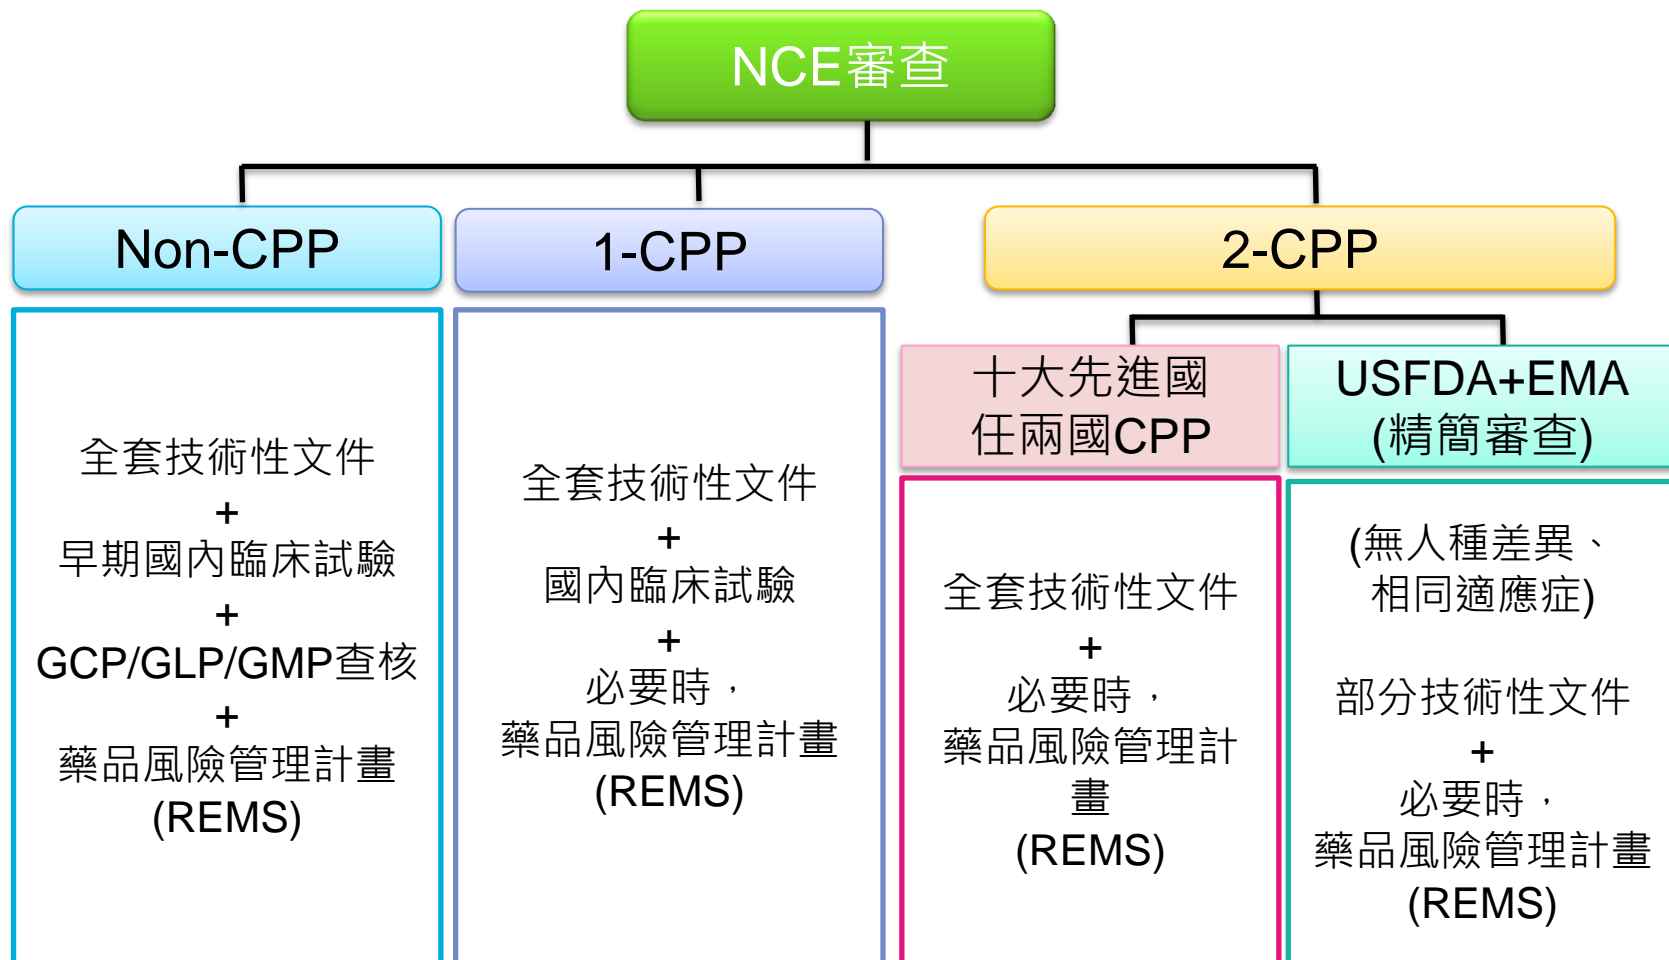 NCE審查
Non-CPP
全套技術性文件
+
早期國內臨床試驗
+
GCP/GLP/GMP查核
+
藥品風險管理計畫
(REMS)
1-CPP
全套技術性文件
+
國內臨床試驗
+
必要時，
藥品風險管理計畫
(REMS)
2-CPP
十大先進國
任兩國CPP
全套技術性文件
+
必要時，
藥品風險管理計
畫
(REMS)
USFDA+EMA
(精簡審查)
(無人種差異、
相同適應症)
部分技術性文件
+
必要時，
藥品風險管理計畫
(REMS)